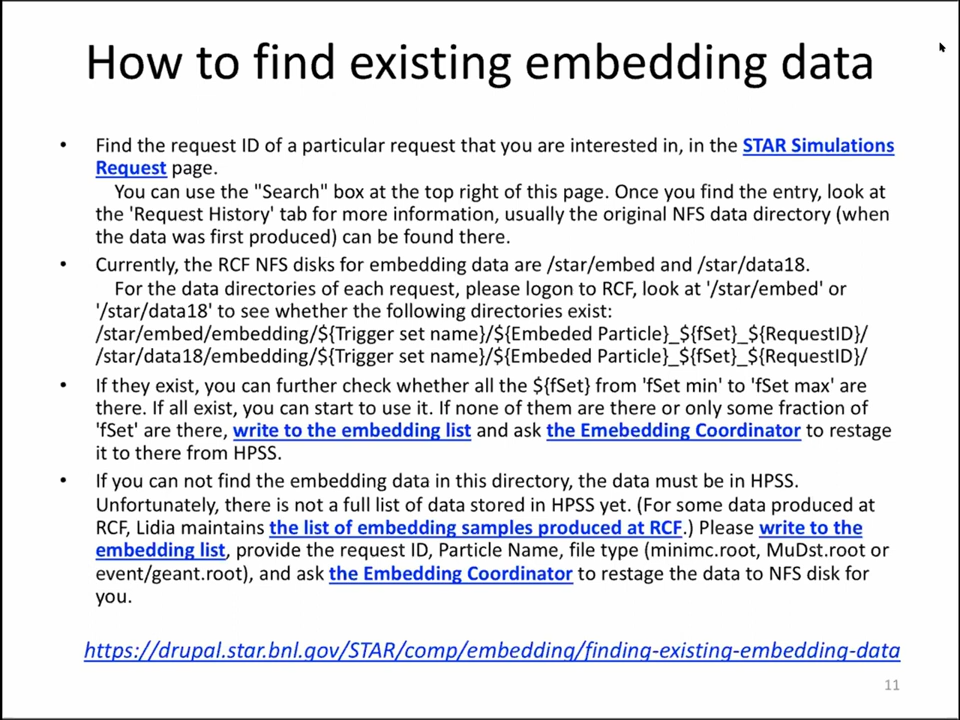 How to find existing embedding data
• Find the request ID of a particular request that you are interested in, in the STAR Simulations
Request page.
You can use the "Search" box at the top right of this page. Once you find the entry, look at
the 'Request History' tab for more information, usually the original NFS data directory (when
the data was first produced) can be found there.
• Currently, the RCF NFS disks for embedding data are /star/embed and /star/data18.
For the data directories of each request, please logon to RCF, look at '/star/embed' or
'/star/data18' to see whether the following directories exist:
/star/embed/embedding/${Trigger set name}/${Embeded Particle}_${fSet}_${RequestID}/
/star/data18/embedding/${Trigger set name}/${Embeded Particle}_${fSet}_${RequestID}/
• If they exist, you can further check whether all the ${fSet} from 'fSet min' to 'fSet max' are
there. If all exist, you can start to use it. If none of them are there or only some fraction of
'fSet' are there, write to the embedding list and ask the Emebedding Coordinator to restage
it to there from HPSS.
• If you can not find the embedding data in this directory, the data must be in HPSS.
Unfortunately, there is not a full list of data stored in HPSS yet. (For some data produced at
RCF, Lidia maintains the list of embedding samples produced at RCF.) Please write to the
embedding list, provide the request ID, Particle Name, file type (minimc.root, MuDst.root or
event/geant.root), and ask the Embedding Coordinator to restage the data to NFS disk for
you.
https://drupal.star.bnl.gov/STAR/comp/embedding/finding-existing-embedding-data
11